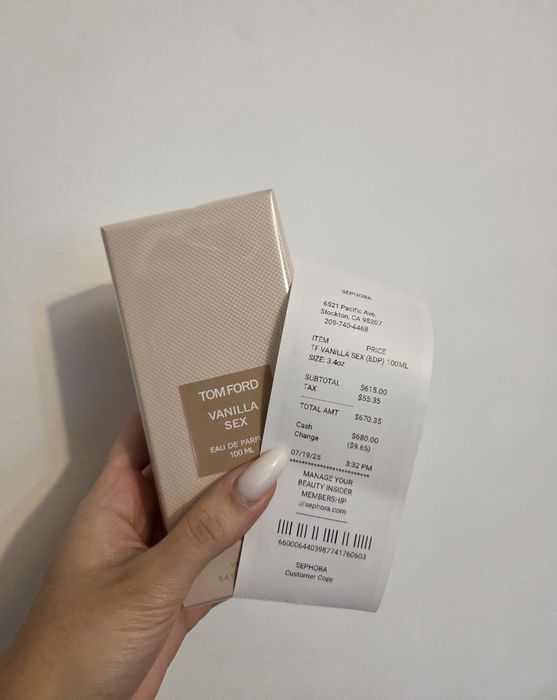 TOM FORD
VANILLA
SEX
EAU DE PARFU
100 ML
SEPHORA
6521 Pacific Ave.
Stockton, CA 95207
209-740-4468
ITEM PRICE
TF VANILLA SEX (EDP) 100ML
SIZE: 3.4oz
SUBTOTAL $615.00
TAX $55.35
TOTAL AMT $670.35
Cash $680.00
Change ($9.65)
07/19/25 3:32 PM
***********************
MANAGE YOUR
BEAUTY INSIDER
MEMBERSHIP
://sephora.com
6600064403987741760603
SEPHORA
Customer Copy